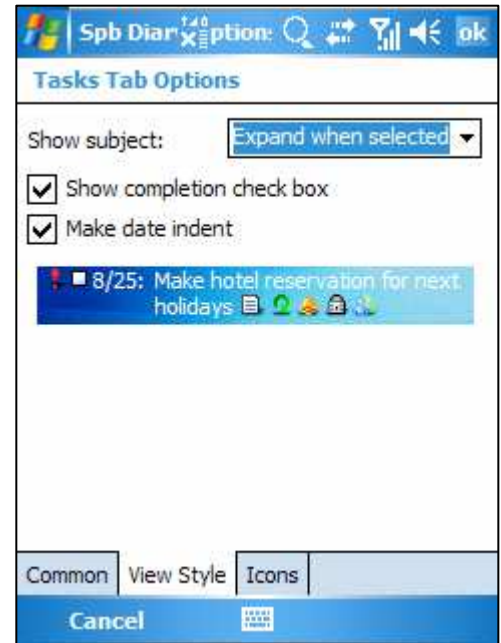 Spb Diar ption: ok
Tasks Tab Options
Show subject: Expand when selected
Show completion check box
Make date indent
8/25: Make hotel reservation for next
holidays
Common View Style Icons
Cancel